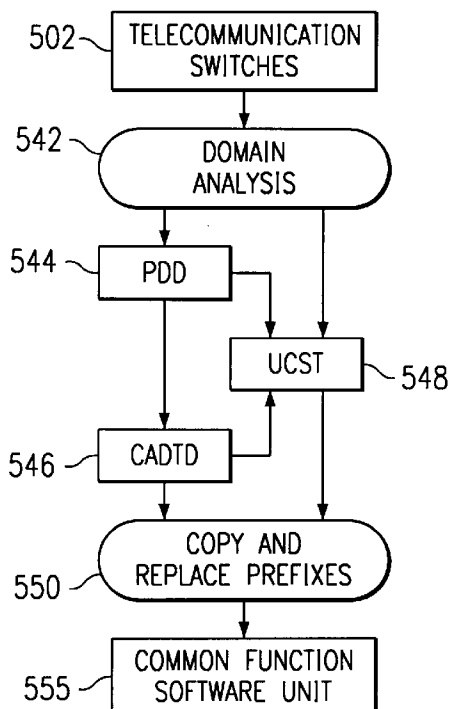 502
TELECOMMUNICATION
SWITCHES
542
DOMAIN
ANALYSIS
544
PDD
UCST
548
546
CADTD
COPY AND
REPLACE PREFIXES
550
COMMON FUNCTION
SOFTWARE UNIT
555